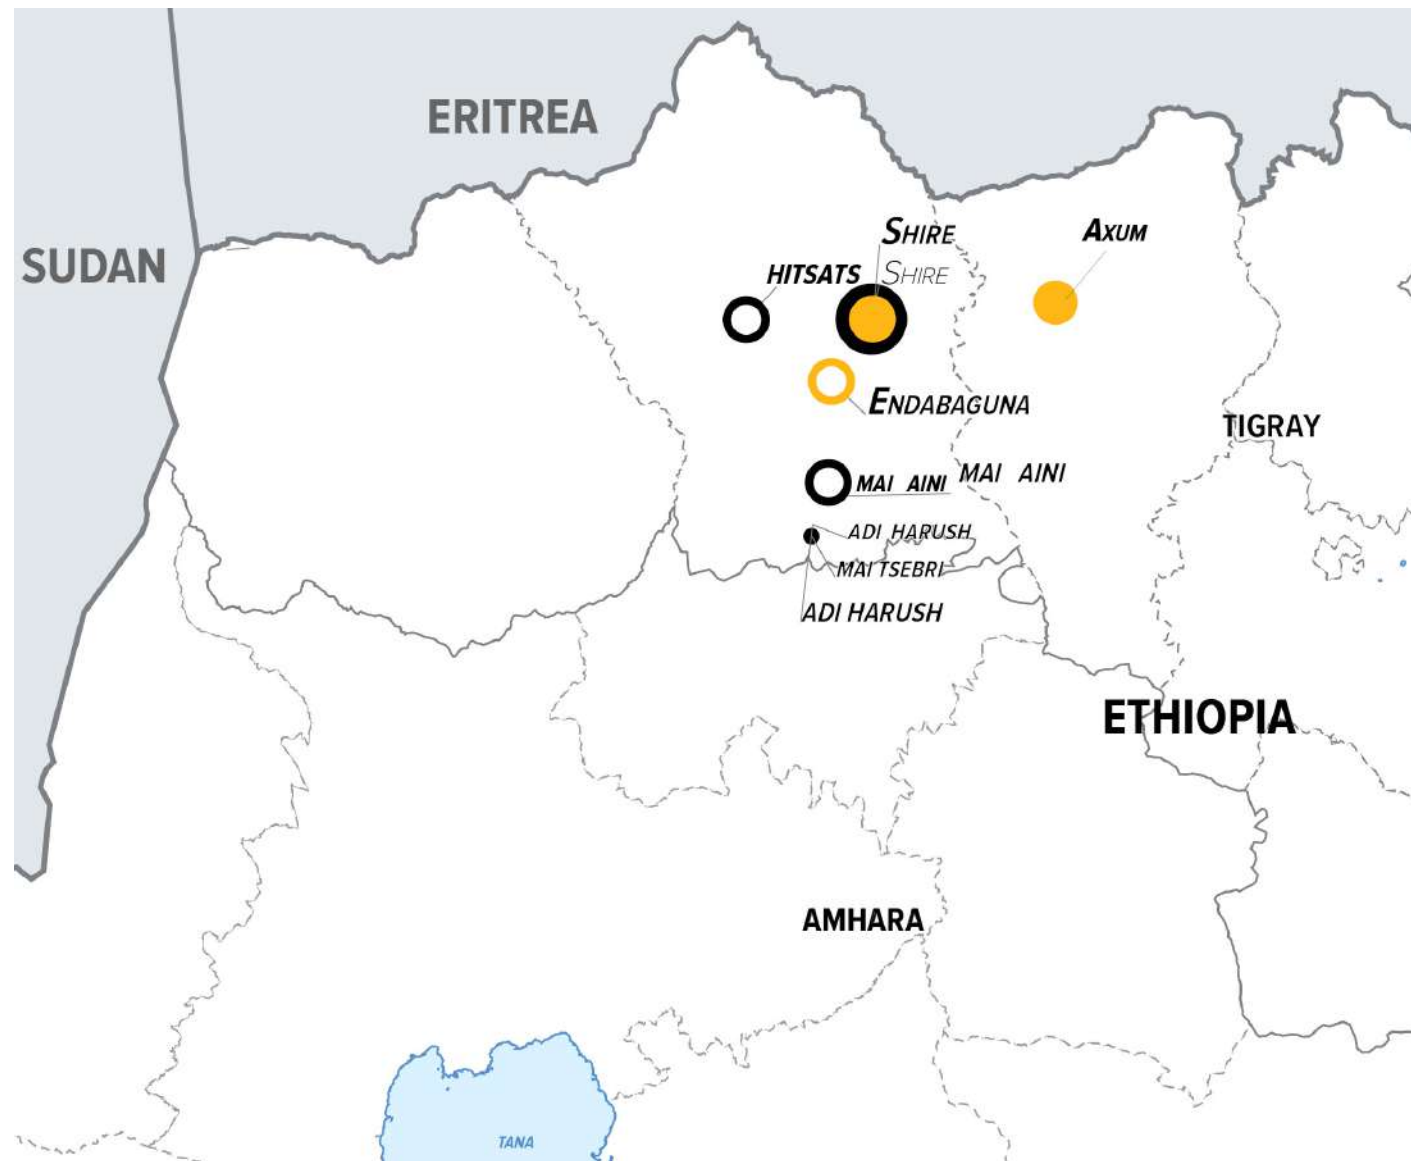 ERITREA
SUDAN
SHIRE
AXUM
HITSATS
SHIRE
ENDABAGUNA
TIGRAY
MAI AINI
MAI AINI
ADI HARUSH
MAI TSEBRI
ADI HARUSH
ETHIOPIA
AMHARA
TANA